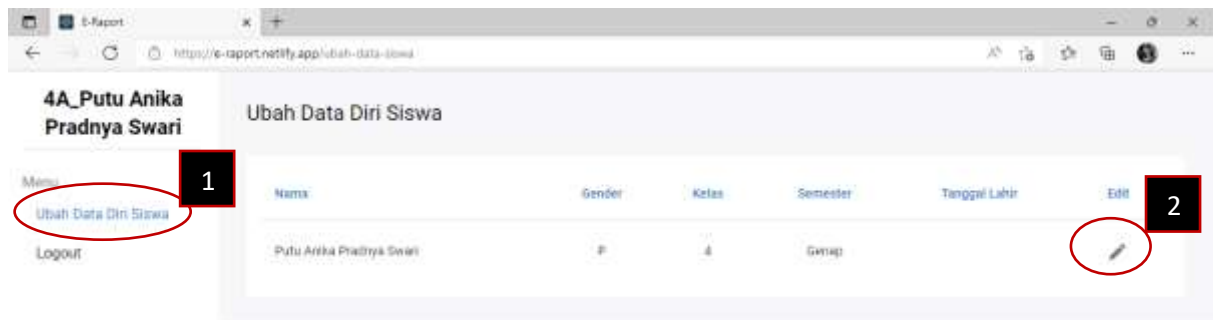 E-Raport
https://e-raport.netlify.app/ubah-data-siswa
4A_Putu Anika
Pradnya Swari
Ubah Data Diri Siswa
Menu
1
Ubah Data Diri Siswa
Logout
Nama Gender Kelas Semester Tanggal Lahir Edit
2
Putu Anika Pradnya Swari P 4 Genap